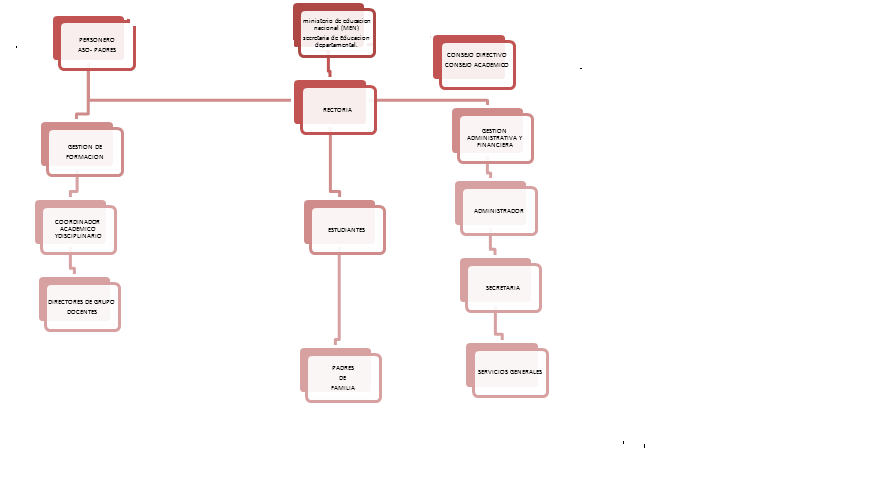 PERSONERO
ASO- PADRES
ministerio de educacion
nacional (MEN)
secretaria de Educacion
departamental.
CONSEJO DIRECTIVO
CONSEJO ACADEMICO
RECTORIA
GESTION DE
FORMACION
GESTION
ADMINISTRATIVA Y
FINANCIERA
COORDINADOR
ACADEMICO
YDISCIPLINARIO
ESTUDIANTES
ADMINISTRADOR
DIRECTORES DE GRUPO
DOCENTES
SECRETARIA
PADRES
DE
FAMILIA
SERVICIOS GENERALES